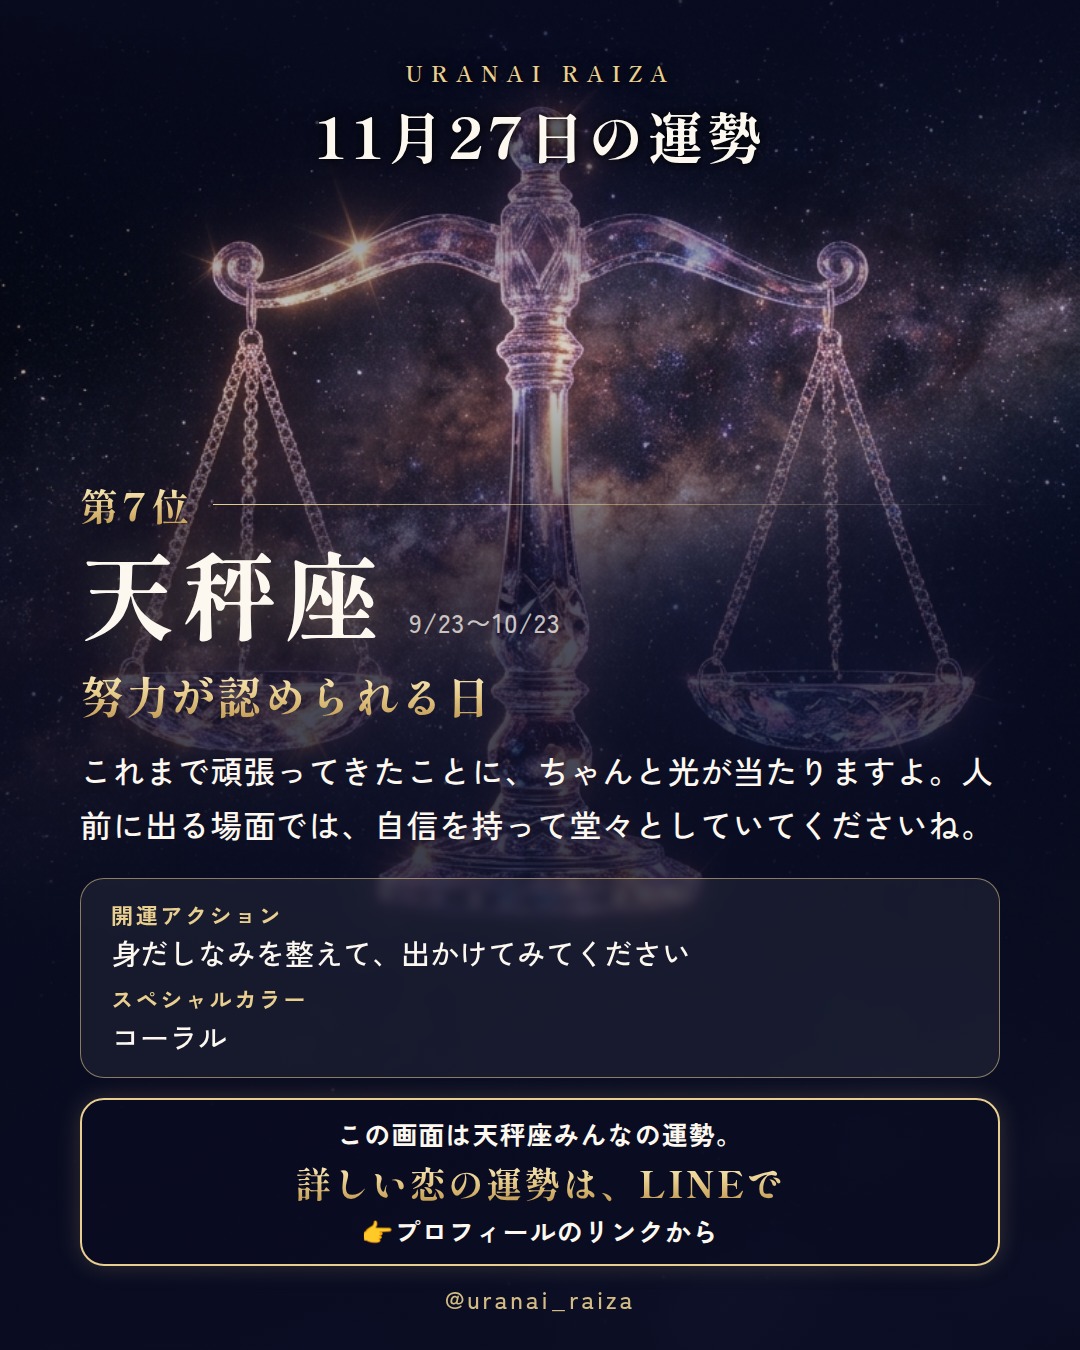 URANAI RAIZA
11月27日の運勢
第7位
天秤座 9/23〜10/23
努力が認められる日
これまで頑張ってきたことに、ちゃんと光が当たりますよ。人
前に出る場面では、自信を持って堂々としていてくださいね。
開運アクション
身だしなみを整えて、出かけてみてください
スペシャルカラー
コーラル
この画面は天秤座みんなの運勢。
詳しい恋の運勢は、LINEで
👉プロフィールのリンクから
@uranai_raiza